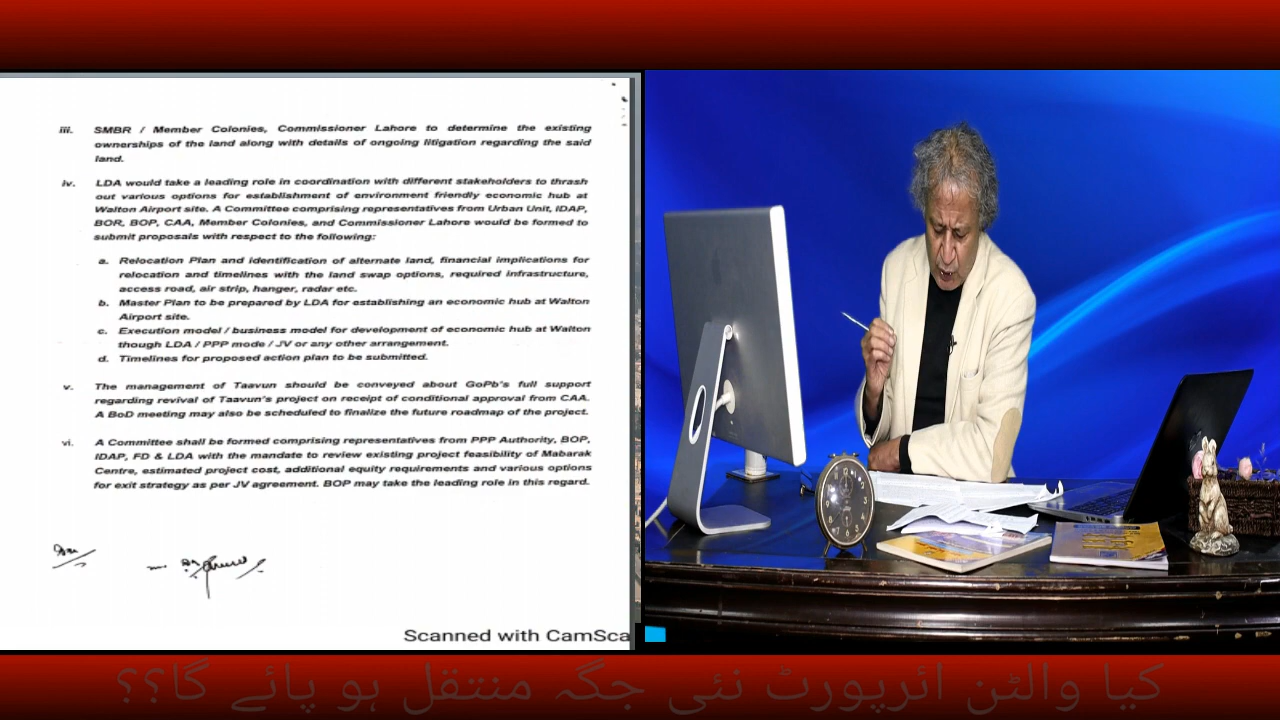 iii. SMBR / Member Colonies, Commissioner Lahore to determine the existing
ownerships of the land along with details of ongoing litigation regarding the said
land.
iv. LDA would take a leading role in coordination with different stakeholders to thrash
out various options for establishment of environment friendly economic hub at
Walton Airport site. A Committee comprising representatives from Urban Unit, IDAP,
BOR, BOP, CAA, Member Colonies, and Commissioner Lahore would be formed to
submit proposals with respect to the following:
a. Relocation Plan and identification of alternate land, financial implications for
relocation and timelines with the land swap options, required infrastructure,
access road, air strip, hanger, radar etc.
b. Master Plan to be prepared by LDA for establishing an economic hub at Walton
Airport site.
c. Execution model / business model for development of economic hub at Walton
though LDA / PPP mode / JV or any other arrangement.
d. Timelines for proposed action plan to be submitted.
v. The management of Taavun should be conveyed about GoPb's full support
regarding revival of Taavun's project on receipt of conditional approval from CAA.
A BoD meeting may also be scheduled to finalize the future roadmap of the project.
vi. A Committee shall be formed comprising representatives from PPP Authority, BOP,
IDAP, FD & LDA with the mandate to review existing project feasibility of Mabarak
Centre, estimated project cost, additional equity requirements and various options
for exit strategy as per JV agreement. BOP may take the leading role in this regard.
Scanned with CamSca
کیا والٹن ائرپورٹ نئی جگہ منتقل ہو پائے گا؟؟